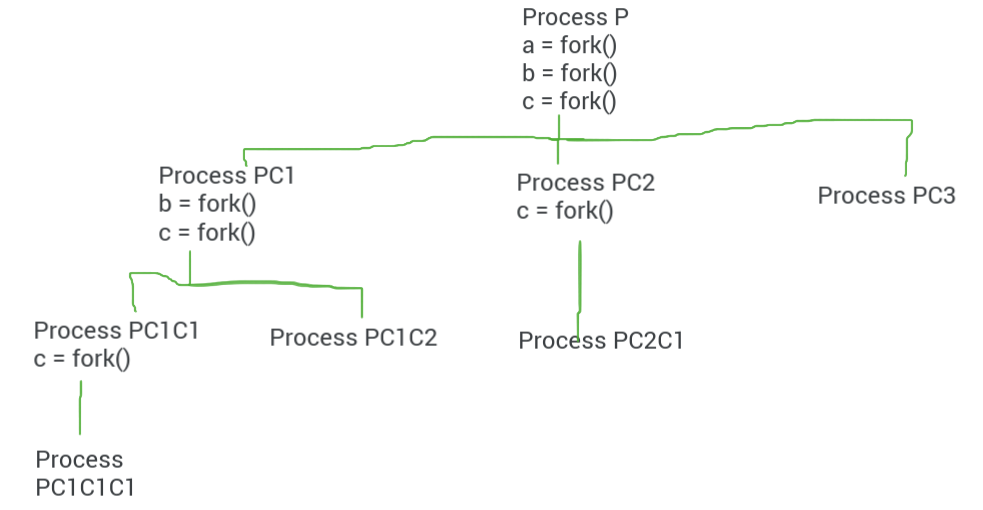 Process P
a = fork()
b = fork()
c = fork()
Process PC1
b = fork()
c = fork()
Process PC2
c = fork()
Process PC3
Process PC1C1
c = fork()
Process PC1C2
Process PC2C1
Process
PC1C1C1